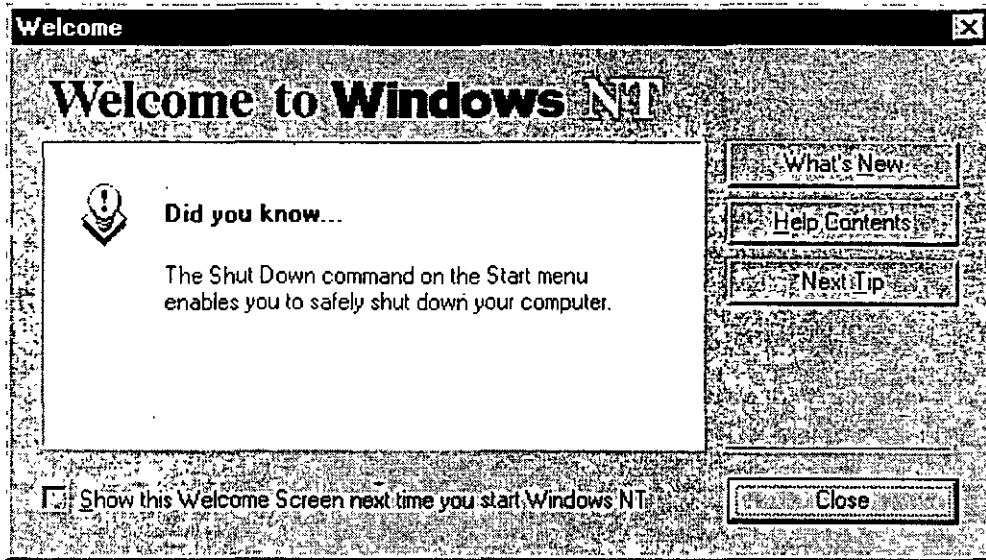 Welcome
Welcome to Windows NT
What's New
Did you know...
Help Contents
The Shut Down command on the Start menu
enables you to safely shut down your computer.
Next Tip
Show this Welcome Screen next time you start Windows NT
Close